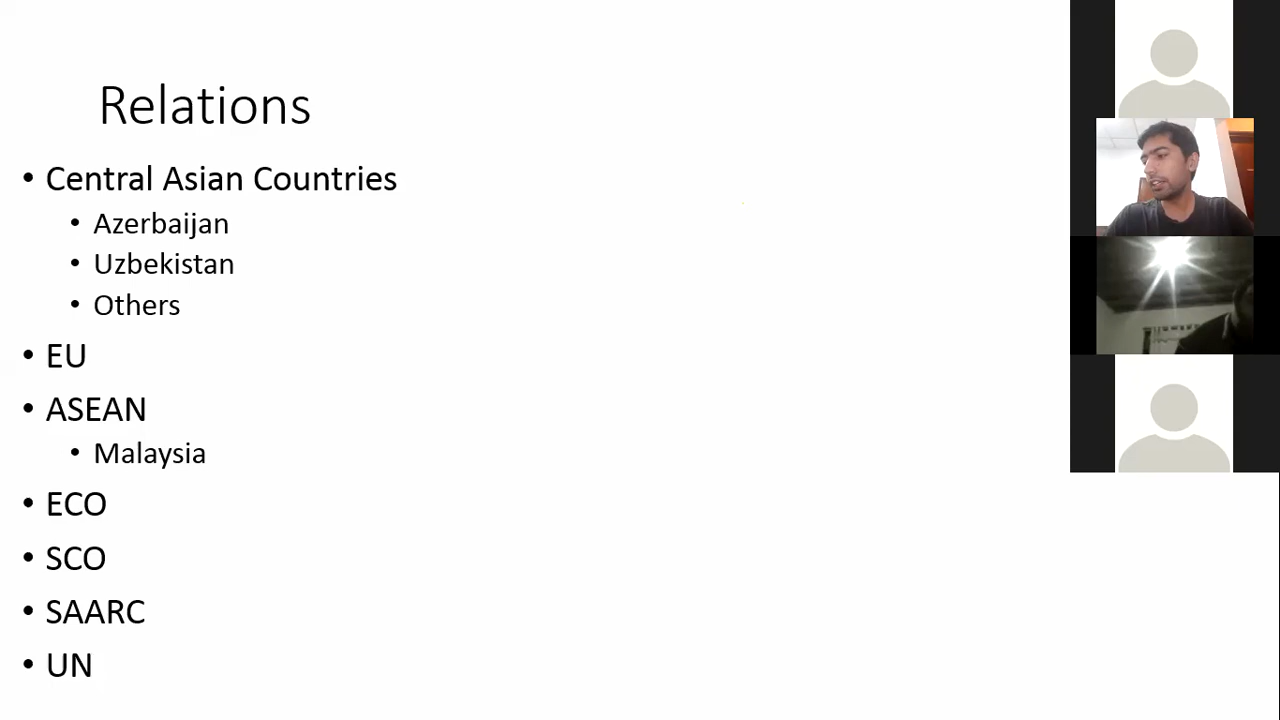 Relations
• Central Asian Countries
• Azerbaijan
• Uzbekistan
• Others
• EU
• ASEAN
• Malaysia
• ECO
• SCO
• SAARC
• UN